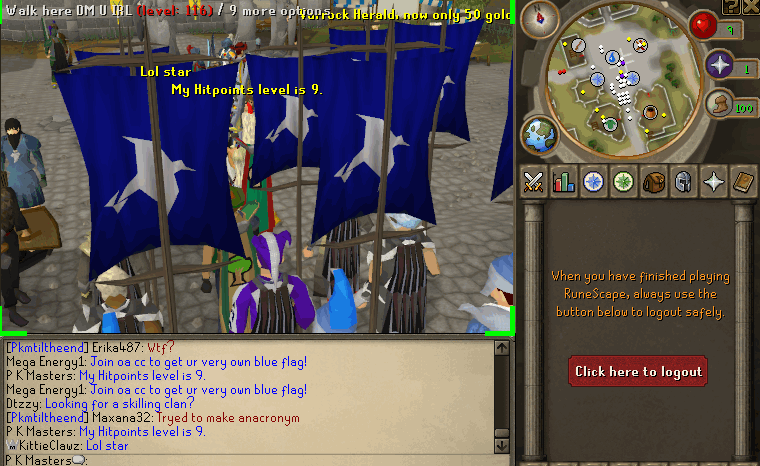 Walk here DM U IRL (level: 116) / 9 more options
Varrock Herald, now only 50 gold
Lol star
My Hitpoints level is 9.
9
1
100
When you have finished playing
RuneScape, always use the
button below to logout safely.
Click here to logout
[Pkmtiltheend] Erika487: Wtf?
Mega Energy1: Join oa cc to get ur very own blue flag!
P K Masters: My Hitpoints level is 9.
Mega Energy1: Join oa cc to get ur very own blue flag!
Dtzzy: Looking for a skilling clan?
[Pkmtiltheend] Maxana32: Tryed to make anacronym
P K Masters: My Hitpoints level is 9.
KittieClawz: Lol star
P K Masters: